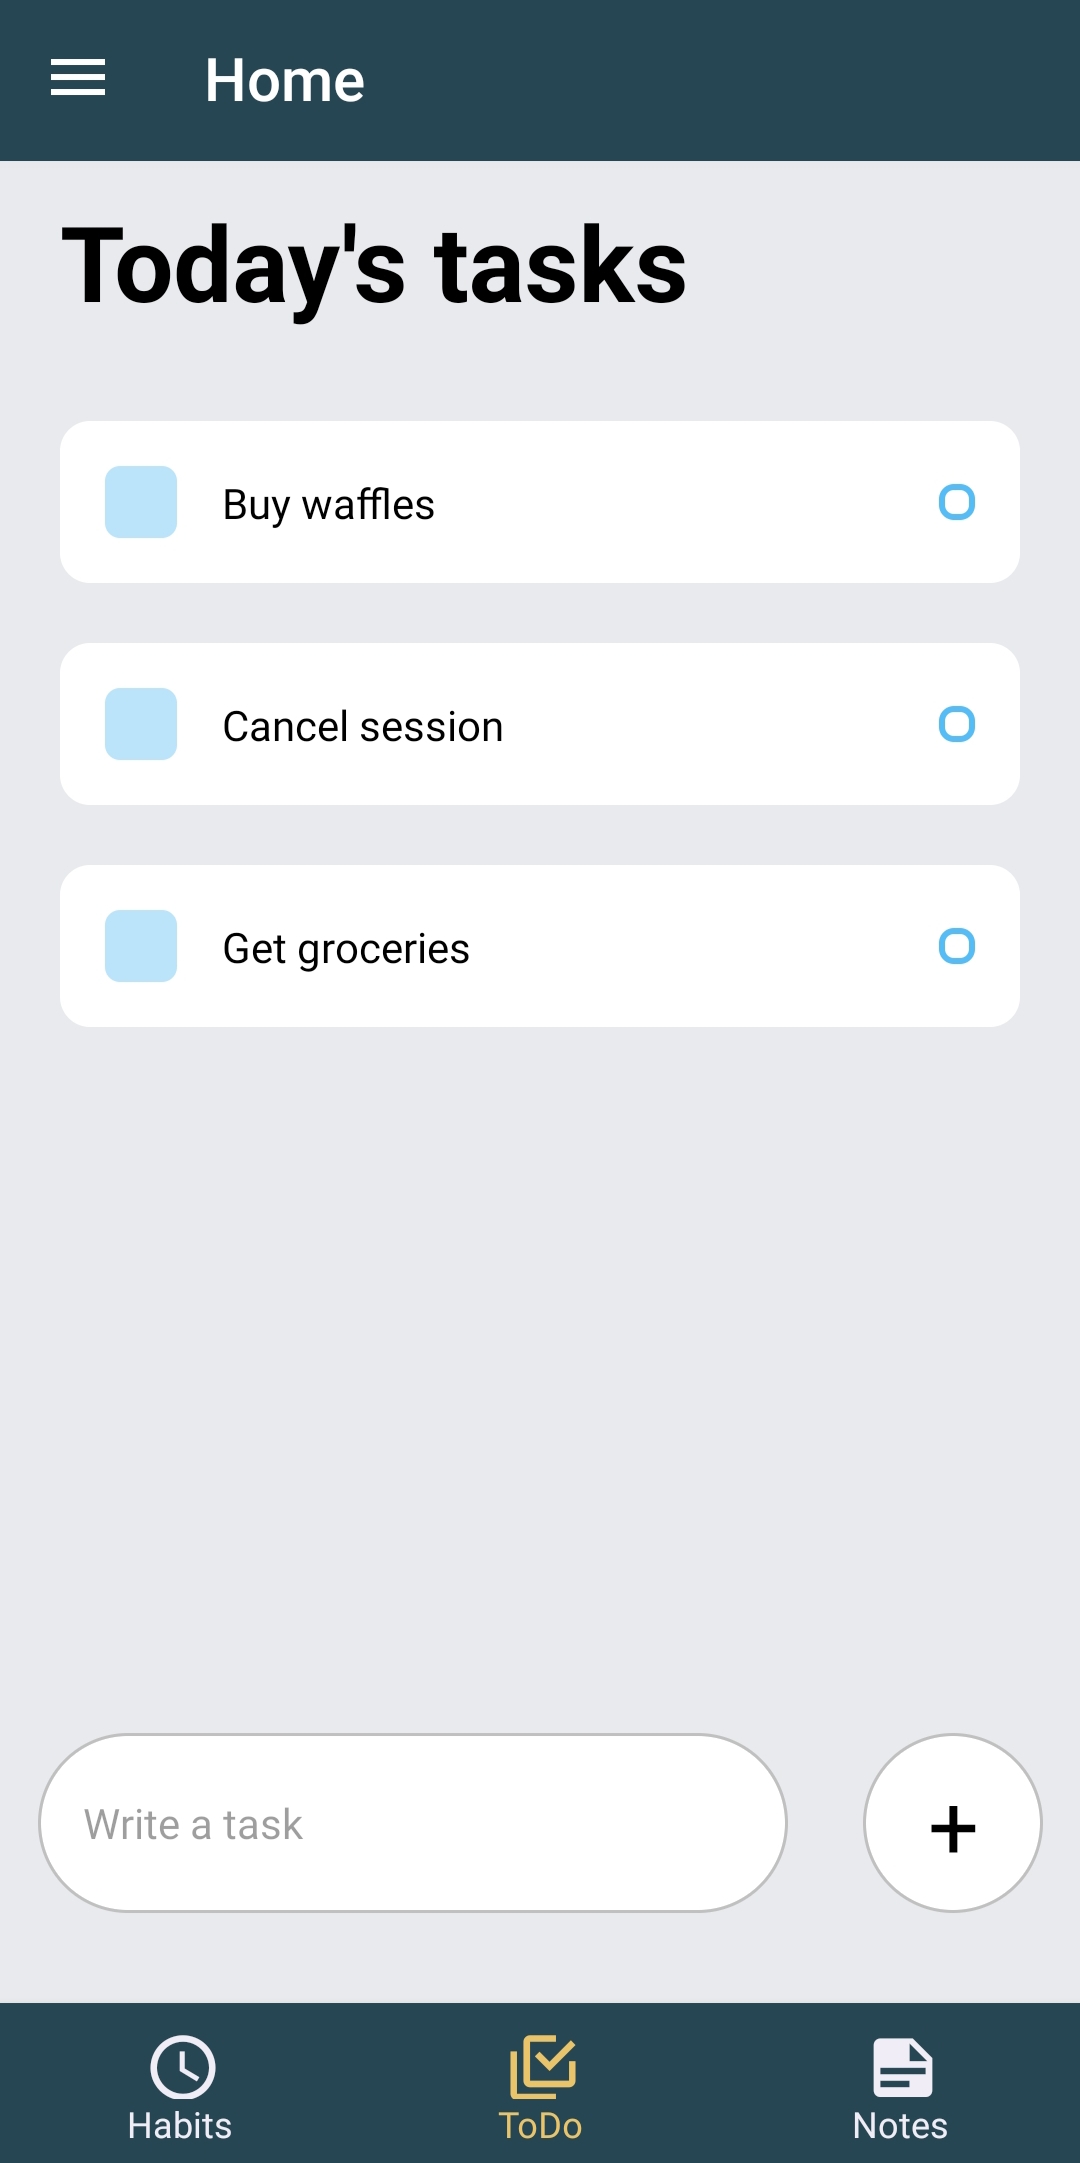 Home
Today's tasks
Buy waffles
Cancel session
Get groceries
Write a task
Habits
ToDo
Notes